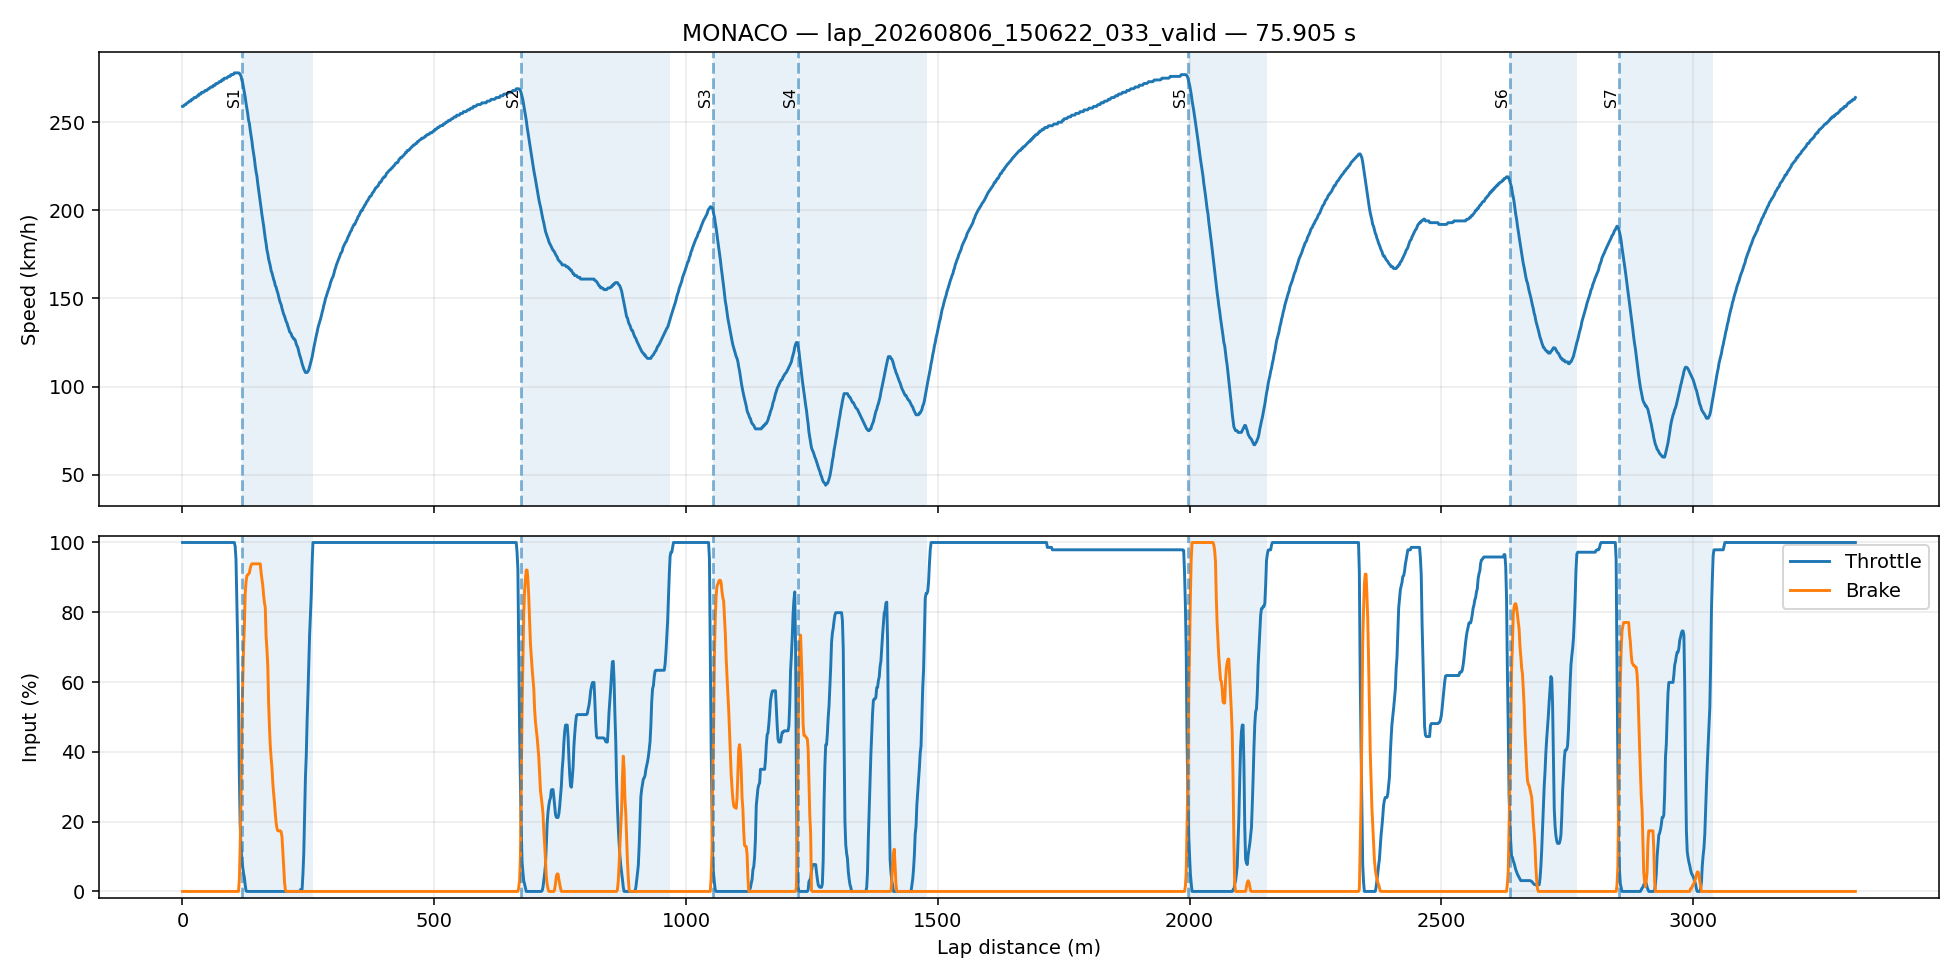 MONACO — lap_20260806_150622_033_valid — 75.905 s
Speed (km/h)
250
200
150
100
50
S1
S2
S3
S4
S5
S6
S7
Input (%)
100
80
60
40
20
0
Throttle
Brake
0
500
1000
1500
2000
2500
3000
Lap distance (m)